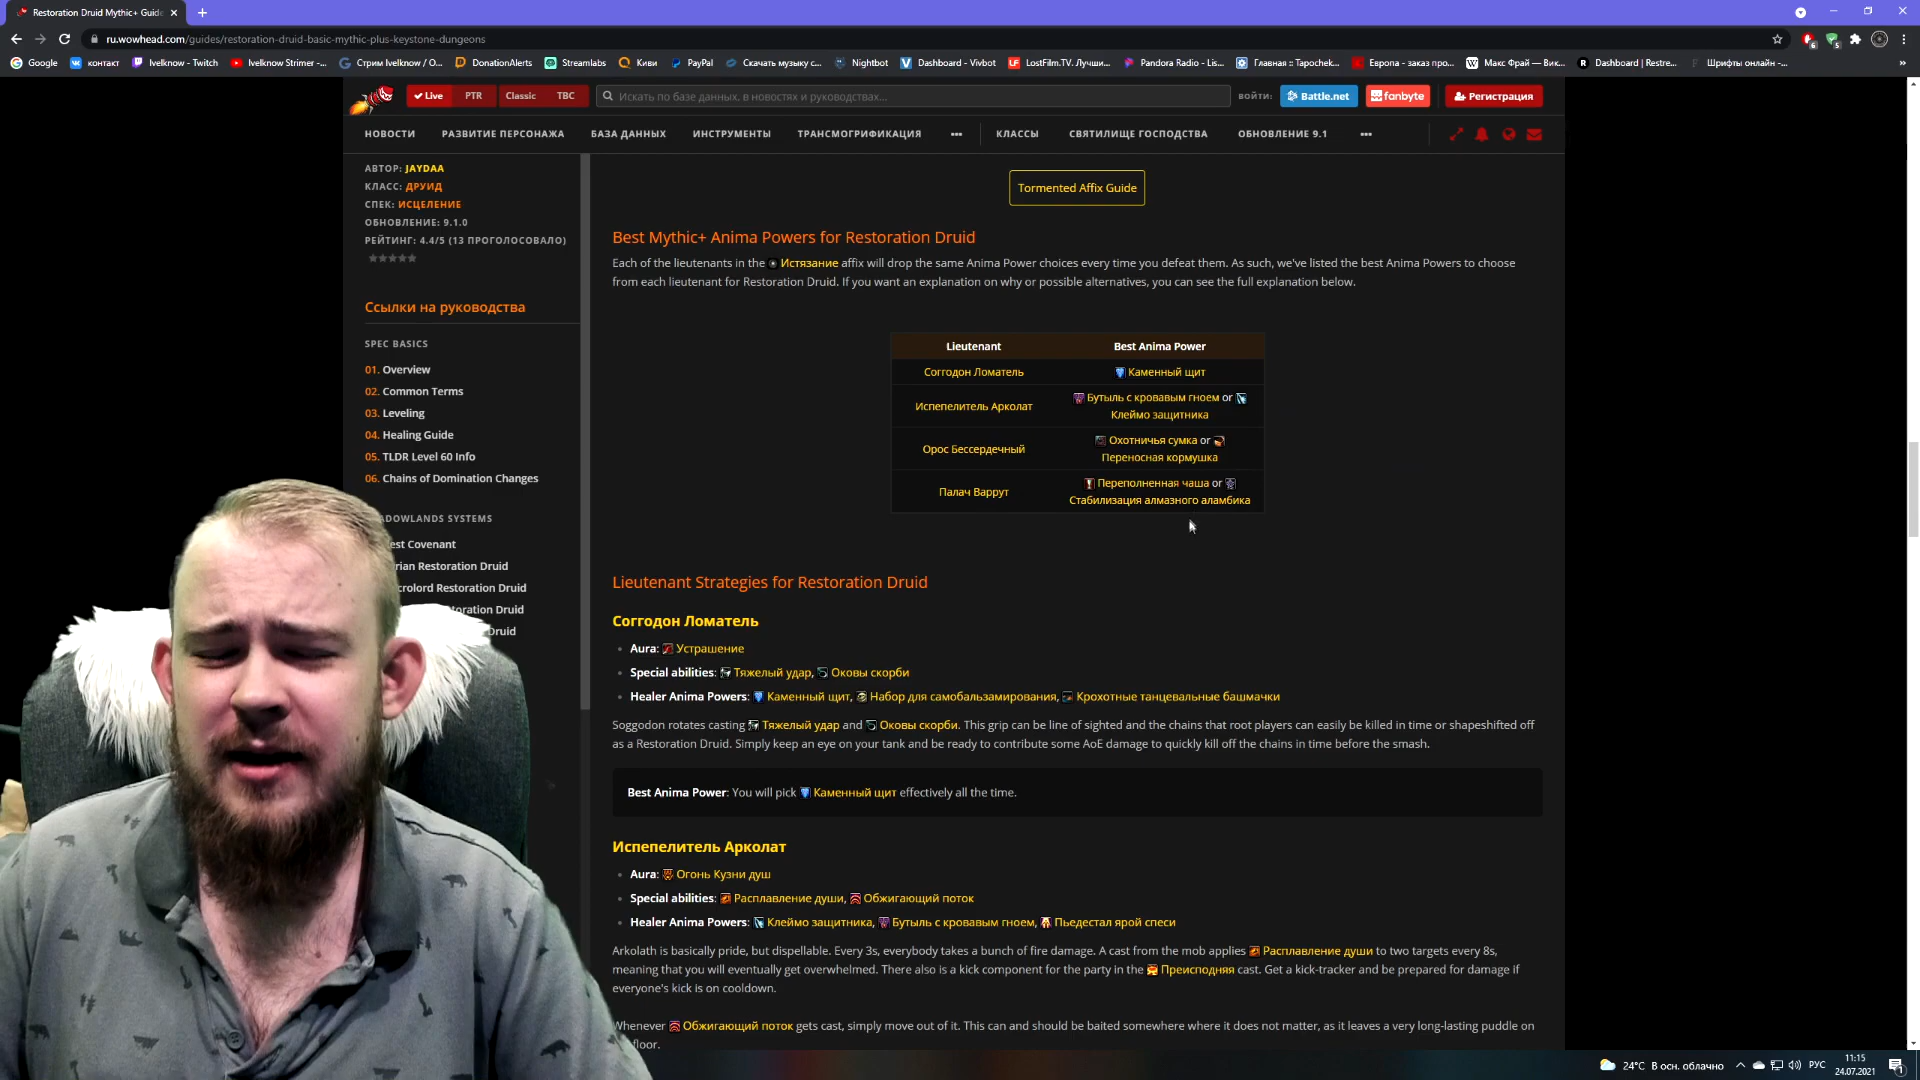 Restoration Druid Mythic+ Guid
ru.wowhead.com/guides/restoration-druid-basic-mythic-plus-keystone-dungeons
Google контакт Ivelknow - Twitch Ivelknow Strimer -... Стрим Ivelknow / О... DonationAlerts Streamlabs Киви PayPal Скачать музыку с... Nightbot Dashboard - Vivbot LostFilm.TV. Лучши... Pandora Radio - Lis... Главная :: Tapochek... Европа - заказ про... Макс Фрай — Вик... Dashboard | Restre... Шрифты онлайн -... »
Live PTR Classic TBC Искать по базе данных, в новостях и руководствах... ВОЙТИ: Battle.net fanbyte Регистрация
НОВОСТИ РАЗВИТИЕ ПЕРСОНАЖА БАЗА ДАННЫХ ИНСТРУМЕНТЫ ТРАНСМОГРИФИКАЦИЯ ••• КЛАССЫ СВЯТИЛИЩЕ ГОСПОДСТВА ОБНОВЛЕНИЕ 9.1 •••
АВТОР: JAYDAA
КЛАСС: ДРУИД
СПЕК: ИСЦЕЛЕНИЕ
ОБНОВЛЕНИЕ: 9.1.0
РЕЙТИНГ: 4.4/5 (13 ПРОГОЛОСОВАЛО)
Ссылки на руководства
SPEC BASICS
01. Overview
02. Common Terms
03. Leveling
04. Healing Guide
05. TLDR Level 60 Info
06. Chains of Domination Changes
ADOWLANDS SYSTEMS
est Covenant
rian Restoration Druid
crolord Restoration Druid
toration Druid
Druid
Tormented Affix Guide
Best Mythic+ Anima Powers for Restoration Druid
Each of the lieutenants in the Истязание affix will drop the same Anima Power choices every time you defeat them. As such, we've listed the best Anima Powers to choose
from each lieutenant for Restoration Druid. If you want an explanation on why or possible alternatives, you can see the full explanation below.
Lieutenant Best Anima Power
Соггодон Ломатель Каменный щит
Испепелитель Арколат Бутыль с кровавым гноем or
Клеймо защитника
Орос Бессердечный Охотничья сумка or
Переносная кормушка
Палач Варрут Переполненная чаша or
Стабилизация алмазного аламбика
Lieutenant Strategies for Restoration Druid
Соггодон Ломатель
• Aura: Устрашение
• Special abilities: Тяжелый удар, Оковы скорби
• Healer Anima Powers: Каменный щит, Набор для самобальзамирования, Крохотные танцевальные башмачки
Soggodon rotates casting Тяжелый удар and Оковы скорби. This grip can be line of sighted and the chains that root players can easily be killed in time or shapeshifted off
as a Restoration Druid. Simply keep an eye on your tank and be ready to contribute some AoE damage to quickly kill off the chains in time before the smash.
Best Anima Power: You will pick Каменный щит effectively all the time.
Испепелитель Арколат
• Aura: Огонь Кузни душ
• Special abilities: Расплавление души, Обжигающий поток
• Healer Anima Powers: Клеймо защитника, Бутыль с кровавым гноем, Пьедестал ярой спеси
Arkolath is basically pride, but dispellable. Every 3s, everybody takes a bunch of fire damage. A cast from the mob applies Расплавление души to two targets every 8s,
meaning that you will eventually get overwhelmed. There also is a kick component for the party in the Преисподняя cast. Get a kick-tracker and be prepared for damage if
everyone's kick is on cooldown.
Whenever Обжигающий поток gets cast, simply move out of it. This can and should be baited somewhere where it does not matter, as it leaves a very long-lasting puddle on
floor.
24°C В осн. облачно РУС 11:15
24.07.2021